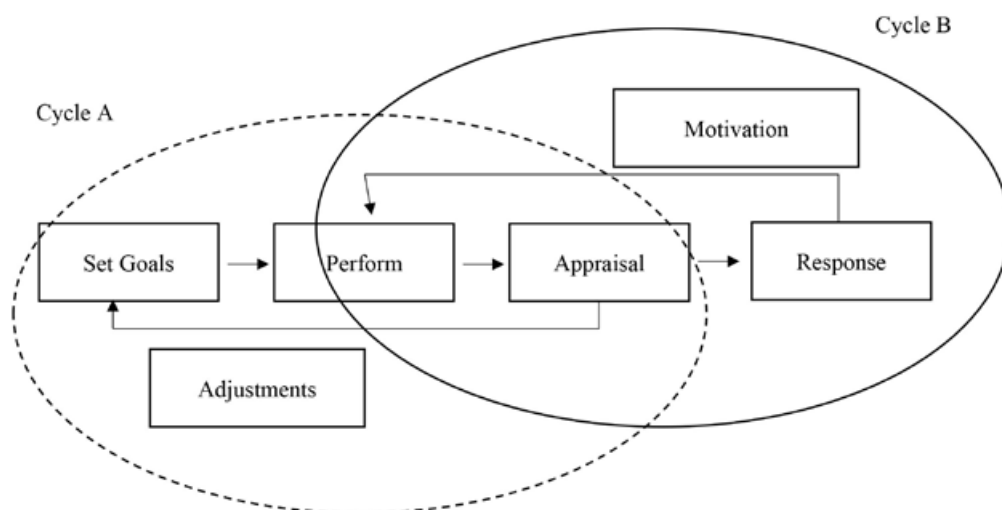 Cycle B
Cycle A
Motivation
Set Goals
Perform
Appraisal
Response
Adjustments